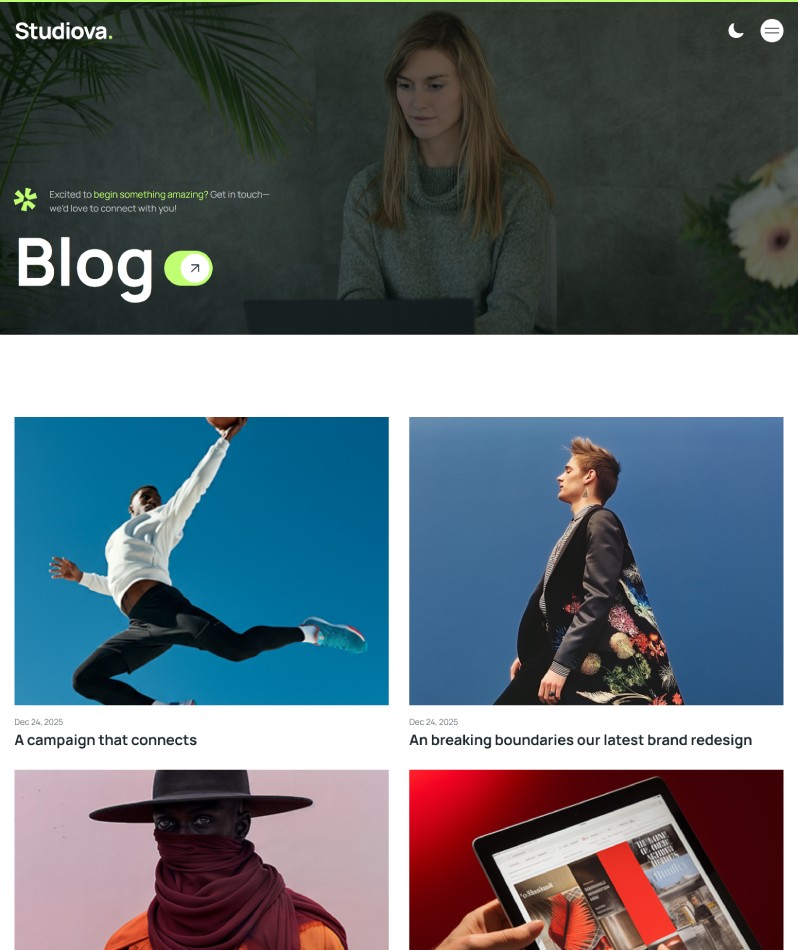 Studiova.
Excited to begin something amazing? Get in touch—
we'd love to connect with you!
Blog
Dec 24, 2025
A campaign that connects
Dec 24, 2025
An breaking boundaries our latest brand redesign